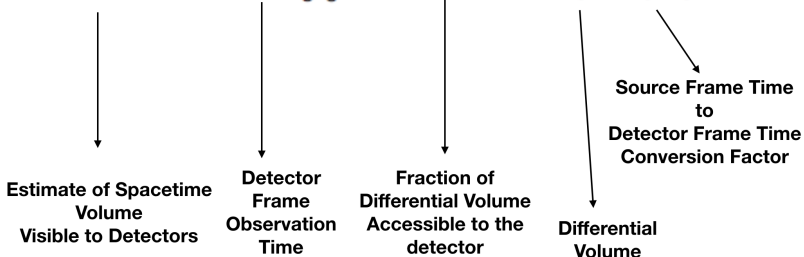 Source Frame Time
to
Detector Frame Time
Conversion Factor
Estimate of Spacetime
Volume
Visible to Detectors
Detector
Frame
Observation
Time
Fraction of
Differential Volume
Accessible to the
detector
Differential
Volume